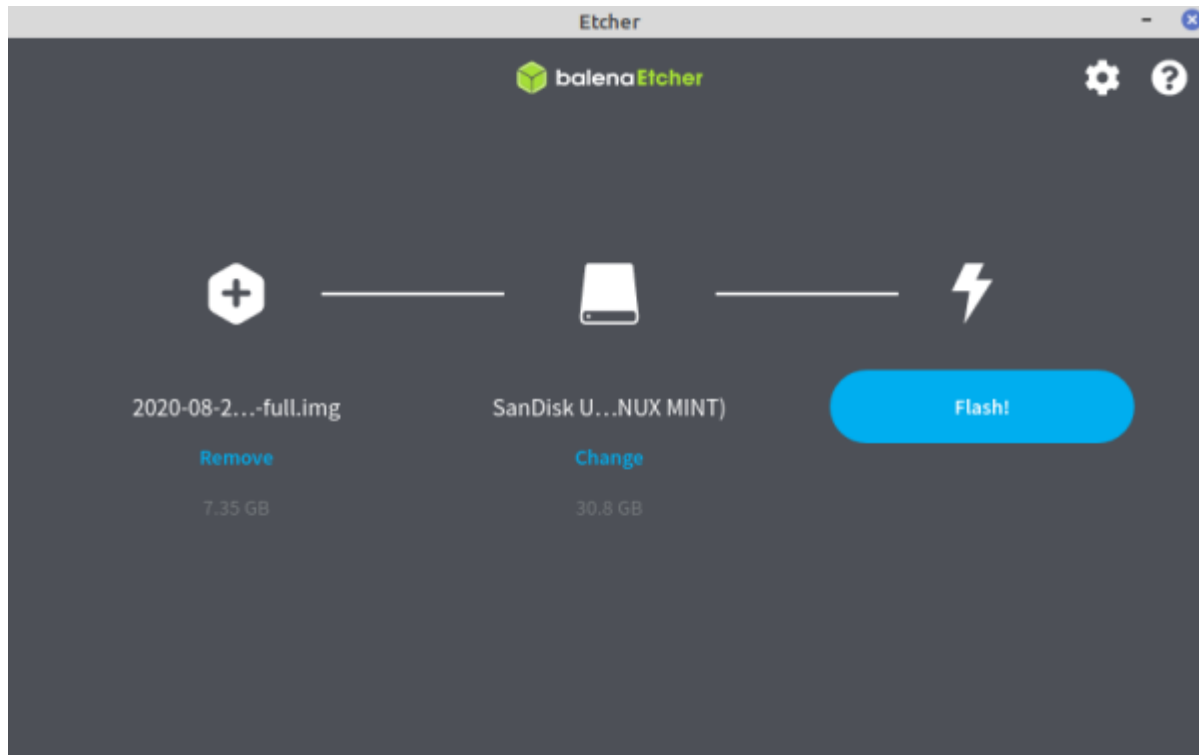 Etcher
balenaEtcher
2020-08-2...-full.img
SanDisk U...NUX MINT)
Flash!
Remove
Change
7.35 GB
30.8 GB